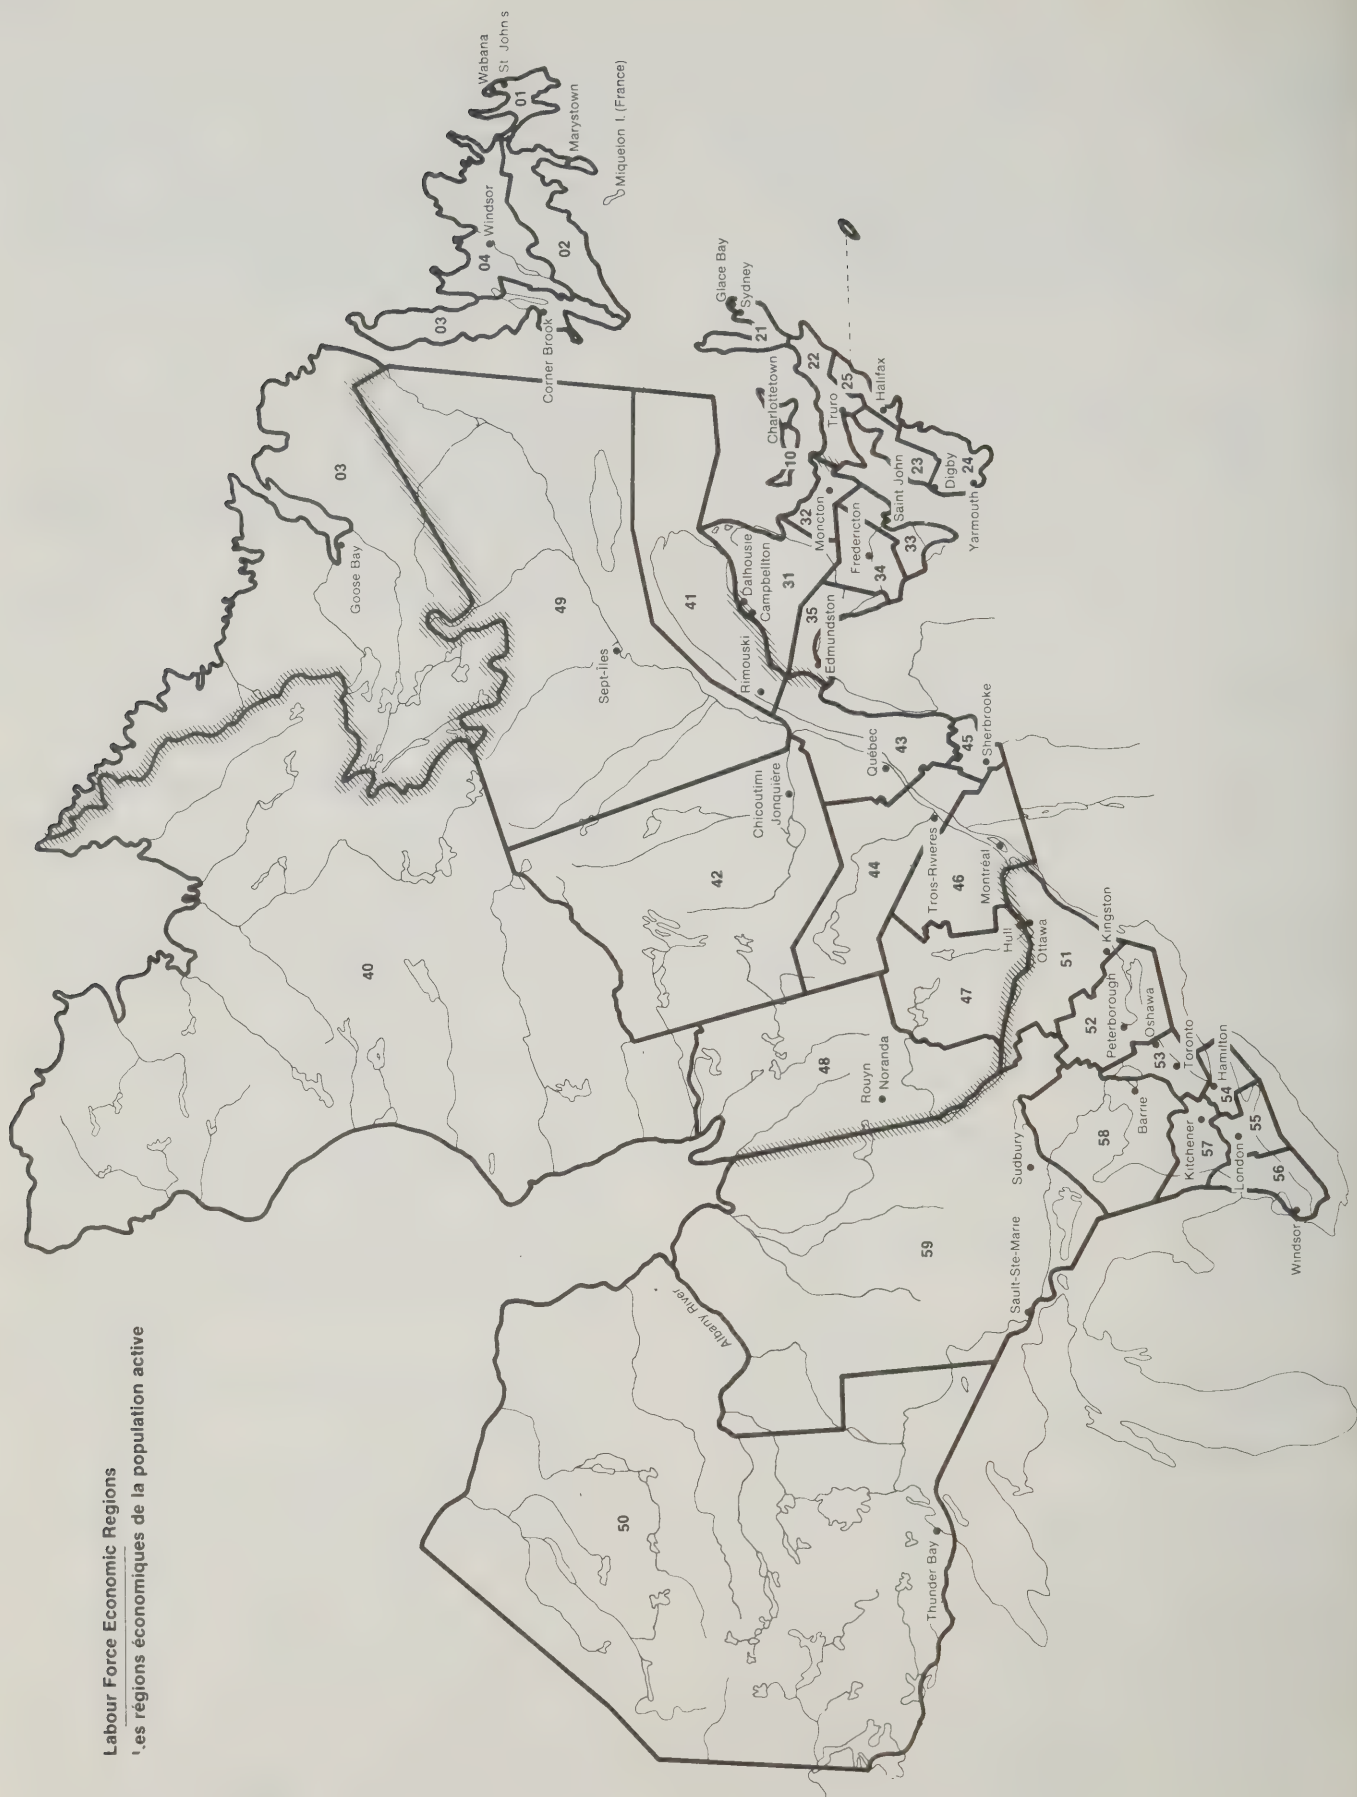 Labour Force Economic Regions
Les régions économiques de la population active
50
Thunder Bay
Albany River
59
Sault-Ste-Marie
Sudbury
40
42
Chicoutimi
Jonquière
48
Rouyn
Noranda
47
44
Trois-Rivières
46
Montréal
Hull
Ottawa
51
Kingston
52
Peterborough
Oshawa
53
Toronto
54
Hamilton
58
Barrie
Kitchener
57
London
55
56
Windsor
03
Goose Bay
49
Sept-Îles
41
Rimouski
Québec
43
45
Sherbrooke
Dalhousie
Campbellton
31
35
Edmundston
32
Moncton
Fredericton
34
33
Saint John
10
Charlottetown
Glace Bay
Sydney
21
22
Truro
25
Halifax
23
Digby
24
Yarmouth
03
Corner Brook
04
Windsor
02
01
Wabana
St John s
Marystown
Miquelon I. (France)